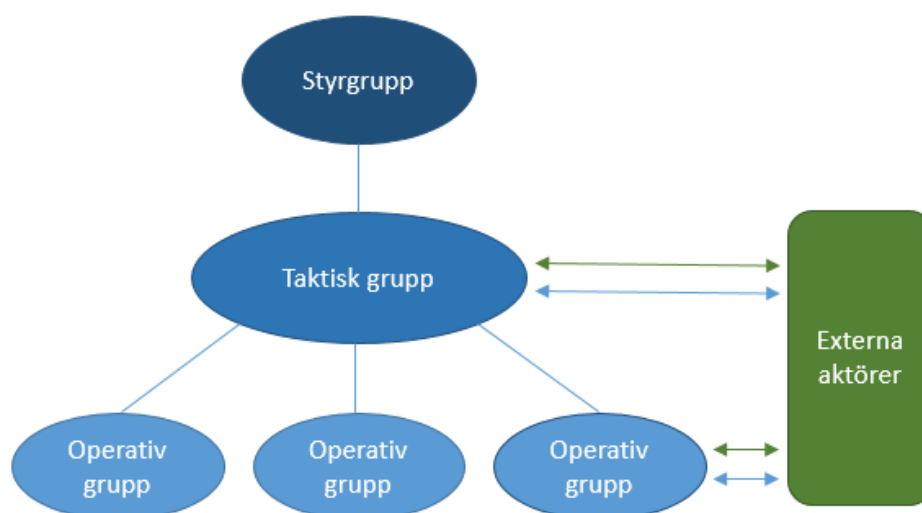 Styrgrupp
Taktisk grupp
Externa
aktörer
Operativ
grupp
Operativ
grupp
Operativ
grupp